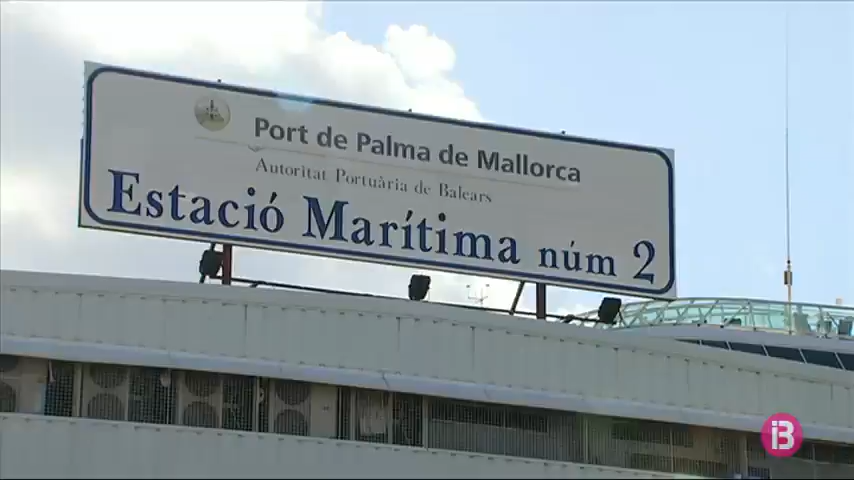 Port de Palma de Mallorca
Autoritat Portuària de Balears
Estació Marítima núm 2
iB